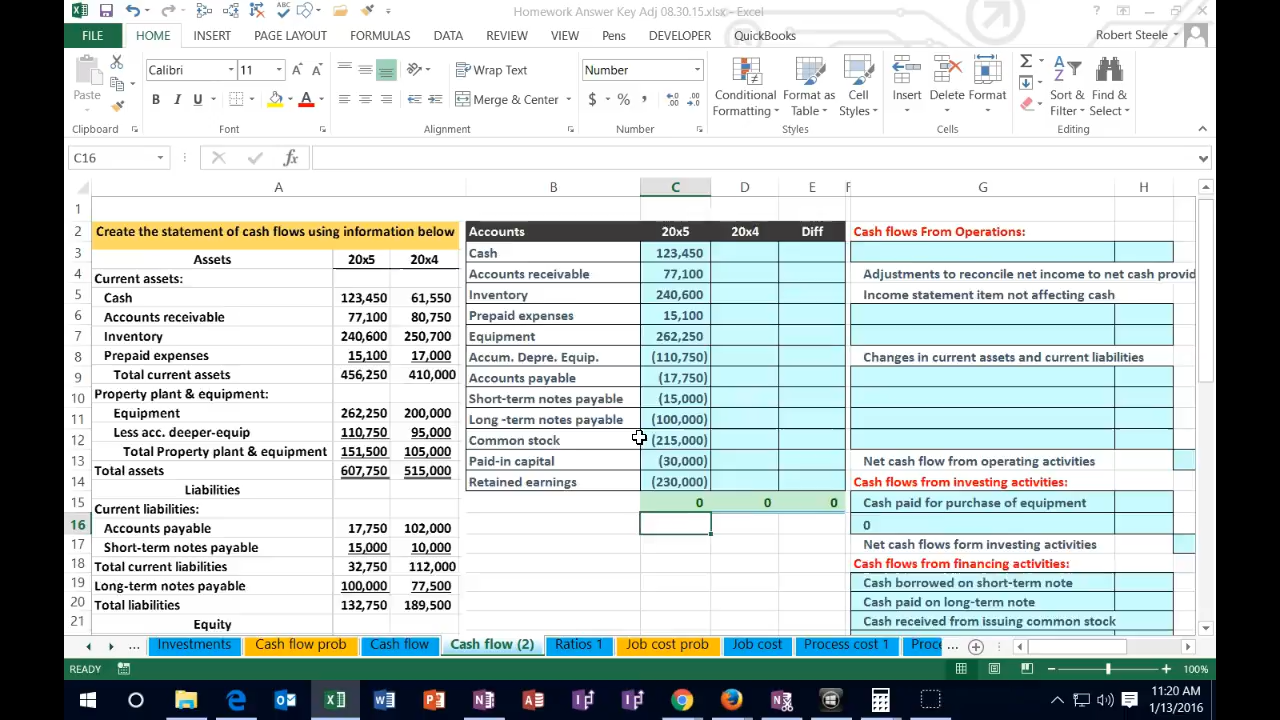 Homework Answer Key Adj 08.30.15.xlsx - Excel
FILE HOME INSERT PAGE LAYOUT FORMULAS DATA REVIEW VIEW Pens DEVELOPER QuickBooks Robert Steele
Paste
Calibri 11
Wrap Text
Merge & Center
Number
$ % ,
Conditional Formatting
Format as Table
Cell Styles
Insert Delete Format
Sort & Filter
Find & Select
Clipboard Font Alignment Number Styles Cells Editing
C16 fx
A B C D E F G H
1
2 Create the statement of cash flows using information below
Accounts 20x5 20x4 Diff
Cash flows From Operations:
Assets 20x5 20x4
3 Cash 123,450
4 Current assets:
Accounts receivable 77,100
Adjustments to reconcile net income to net cash provid
5 Cash 123,450 61,550
Inventory 240,600
Income statement item not affecting cash
6 Accounts receivable 77,100 80,750
Prepaid expenses 15,100
7 Inventory 240,600 250,700
Equipment 262,250
8 Prepaid expenses 15,100 17,000
Accum. Depre. Equip. (110,750)
Changes in current assets and current liabilities
9 Total current assets 456,250 410,000
Accounts payable (17,750)
Property plant & equipment:
10 Short-term notes payable (15,000)
11 Equipment 262,250 200,000
Long -term notes payable (100,000)
12 Less acc. deeper-equip 110,750 95,000
Common stock (215,000)
Total Property plant & equipment 151,500 105,000
13 Paid-in capital (30,000)
Net cash flow from operating activities
Total assets 607,750 515,000
14 Retained earnings (230,000)
Cash flows from investing activities:
Liabilities
15 0 0 0
Cash paid for purchase of equipment
Current liabilities:
16 Accounts payable 17,750 102,000
0
17 Short-term notes payable 15,000 10,000
Net cash flows form investing activities
18 Total current liabilities 32,750 112,000
Cash flows from financing activities:
19 Long-term notes payable 100,000 77,500
Cash borrowed on short-term note
20 Total liabilities 132,750 189,500
Cash paid on long-term note
21 Equity
Cash received from issuing common stock
... Investments Cash flow prob Cash flow Cash flow (2) Ratios 1 Job cost prob Job cost Process cost 1 Proce ...
READY 100%
11:20 AM
1/13/2016